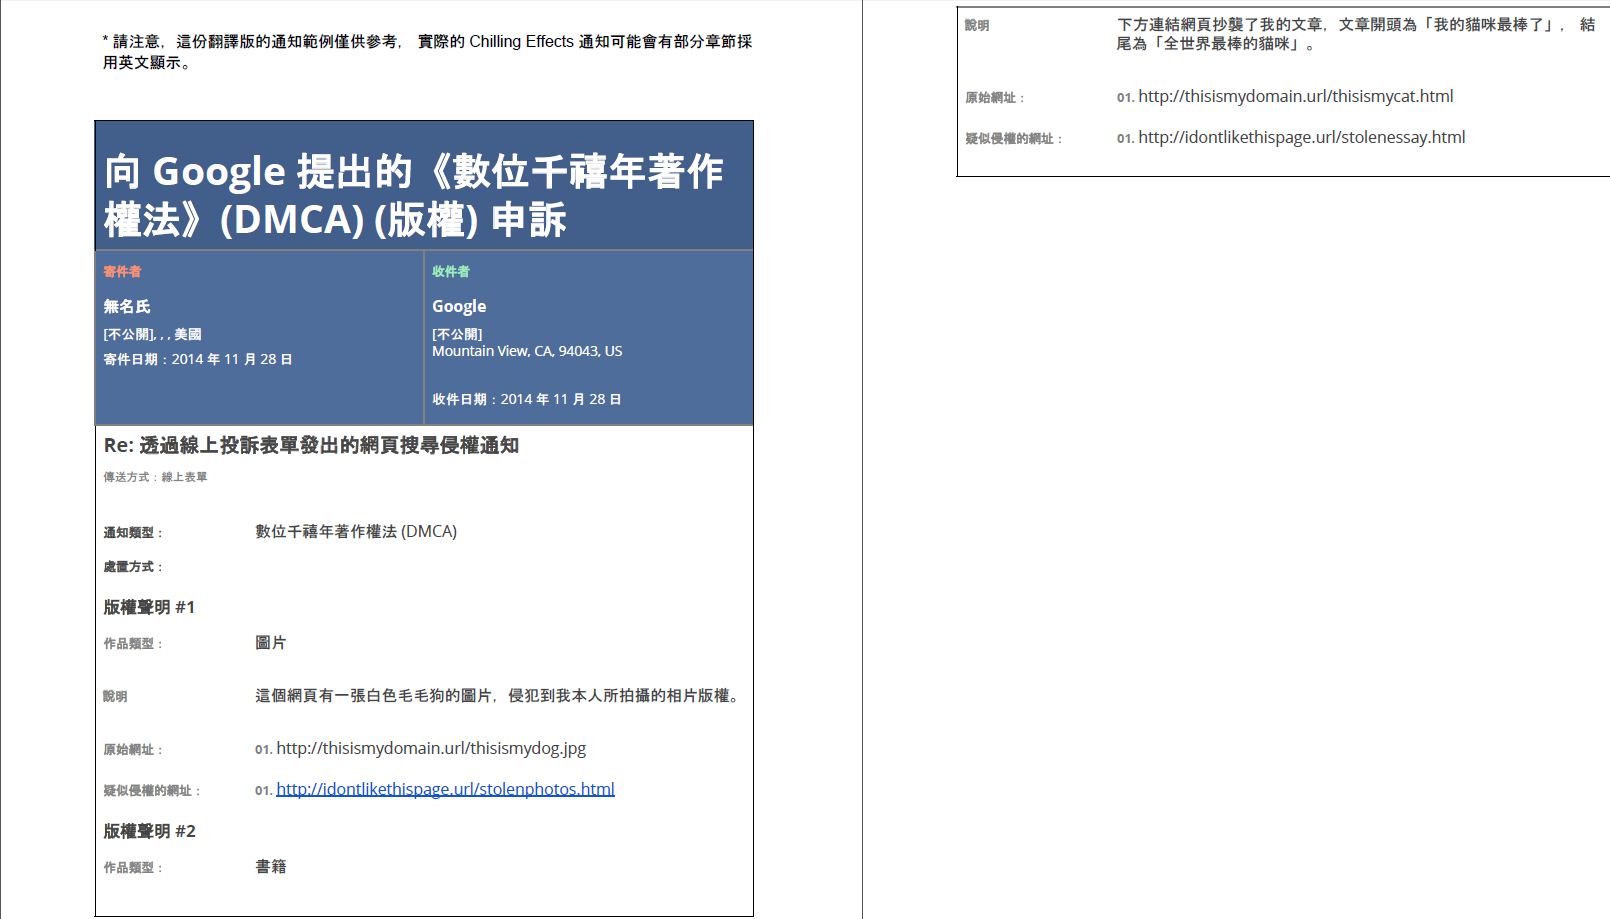 * 請注意，這份翻譯版的通知範例僅供參考， 實際的 Chilling Effects 通知可能會有部分章節採
用英文顯示。
向 Google 提出的《數位千禧年著作
權法》(DMCA) (版權) 申訴
寄件者
無名氏
[不公開], , , 美國
寄件日期：2014 年 11 月 28 日
收件者
Google
[不公開]
Mountain View, CA, 94043, US
收件日期：2014 年 11 月 28 日
Re: 透過線上投訴表單發出的網頁搜尋侵權通知
傳送方式：線上表單
通知類型： 數位千禧年著作權法 (DMCA)
處置方式：
版權聲明 #1
作品類型： 圖片
說明 這個網頁有一張白色毛毛狗的圖片，侵犯到我本人所拍攝的相片版權。
原始網址： 01. http://thisismydomain.url/thisismydog.jpg
疑似侵權的網址： 01. http://idontlikethispage.url/stolenphotos.html
版權聲明 #2
作品類型： 書籍
說明 下方連結網頁抄襲了我的文章，文章開頭為「我的貓咪最棒了」， 結
尾為「全世界最棒的貓咪」。
原始網址： 01. http://thisismydomain.url/thisismycat.html
疑似侵權的網址： 01. http://idontlikethispage.url/stolenessay.html